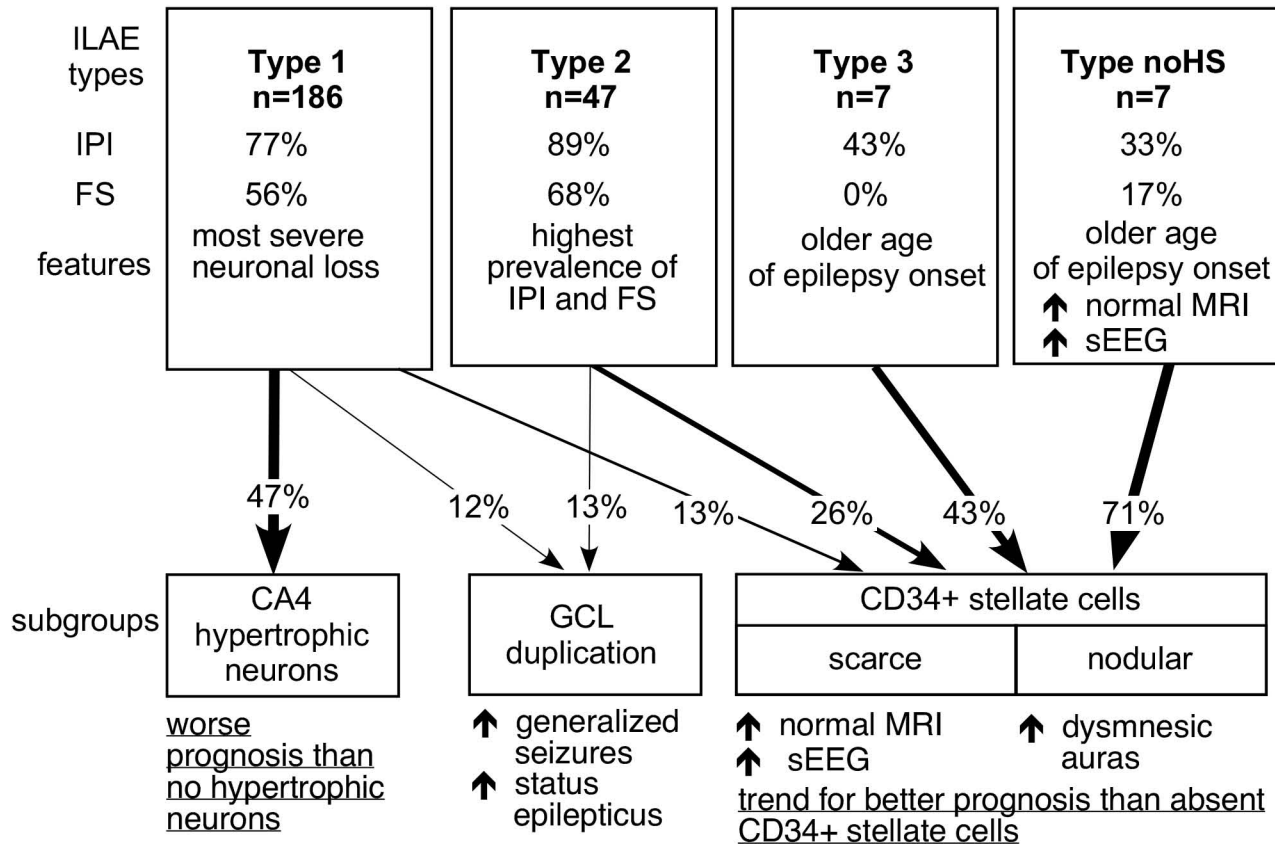 ILAE types
Type 1
n=186
Type 2
n=47
Type 3
n=7
Type noHS
n=7
IPI 77% 89% 43% 33%
FS 56% 68% 0% 17%
features
most severe
neuronal loss
highest
prevalence of
IPI and FS
older age
of epilepsy onset
older age
of epilepsy onset
↑ normal MRI
↑ sEEG
47% 12% 13% 13% 26% 43% 71%
subgroups
CA4
hypertrophic
neurons
GCL
duplication
CD34+ stellate cells
scarce nodular
worse
prognosis than
no hypertrophic
neurons
↑ generalized
seizures
↑ status
epilepticus
↑ normal MRI
↑ sEEG
↑ dysmnesic
auras
trend for better prognosis than absent
CD34+ stellate cells